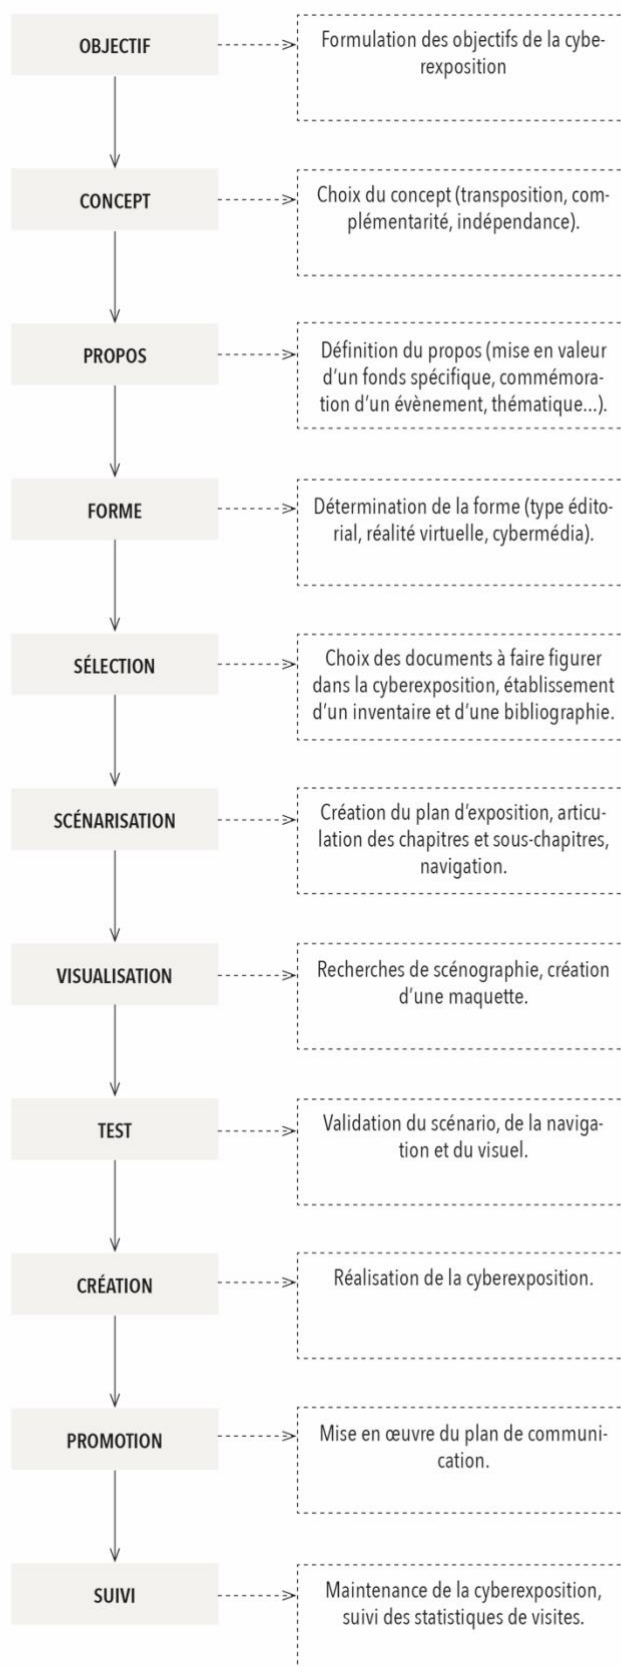 OBJECTIF
Formulation des objectifs de la cybe-
rexposition
CONCEPT
Choix du concept (transposition, com-
plémentarité, indépendance).
PROPOS
Définition du propos (mise en valeur
d'un fonds spécifique, commémora-
tion d'un évènement, thématique...).
FORME
Détermination de la forme (type édito-
rial, réalité virtuelle, cybermédia).
SÉLECTION
Choix des documents à faire figurer
dans la cyberexposition, établissement
d'un inventaire et d'une bibliographie.
SCÉNARISATION
Création du plan d'exposition, articu-
lation des chapitres et sous-chapitres,
navigation.
VISUALISATION
Recherches de scénographie, création
d'une maquette.
TEST
Validation du scénario, de la naviga-
tion et du visuel.
CRÉATION
Réalisation de la cyberexposition.
PROMOTION
Mise en œuvre du plan de communi-
cation.
SUIVI
Maintenance de la cyberexposition,
suivi des statistiques de visites.